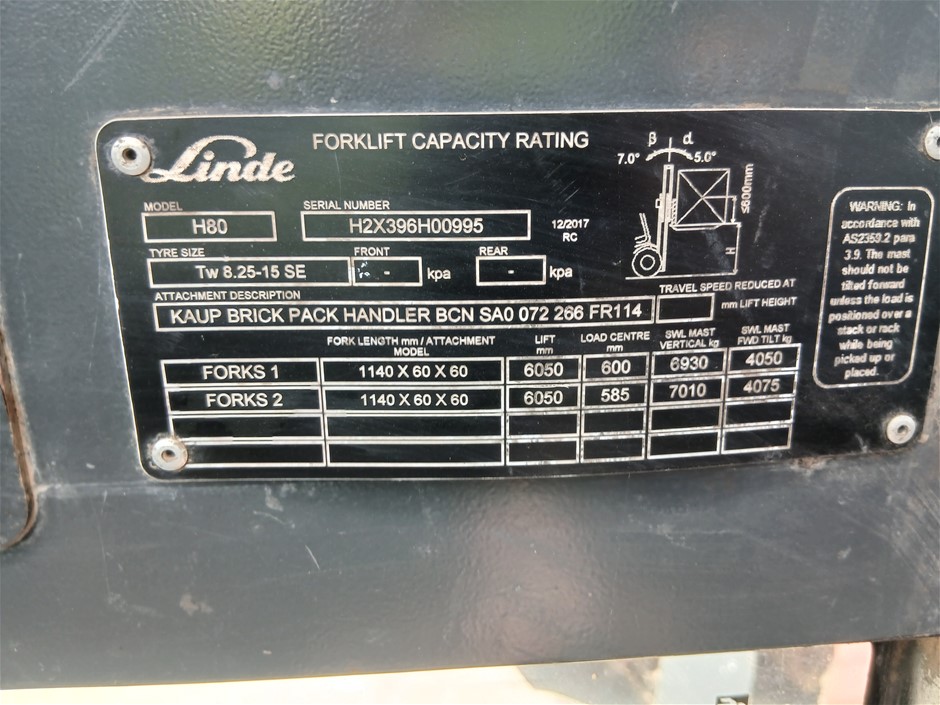 Linde
FORKLIFT CAPACITY RATING
β α
7.0° 5.0°
≤600mm
H
MODEL SERIAL NUMBER
H80 H2X396H00995 12/2017
RC
TYRE SIZE FRONT REAR
Tw 8.25-15 SE - kpa - kpa
ATTACHMENT DESCRIPTION TRAVEL SPEED REDUCED AT
KAUP BRICK PACK HANDLER BCN SA0 072 266 FR114 mm LIFT HEIGHT
FORK LENGTH mm / ATTACHMENT MODEL LIFT mm LOAD CENTRE mm SWL MAST VERTICAL kg SWL MAST FWD TILT kg
FORKS 1 1140 X 60 X 60 6050 600 6930 4050
FORKS 2 1140 X 60 X 60 6050 585 7010 4075
WARNING: In
accordance with
AS2359.2 para
3.9. The mast
should not be
tilted forward
unless the load is
positioned over a
stack or rack
while being
picked up or
placed.